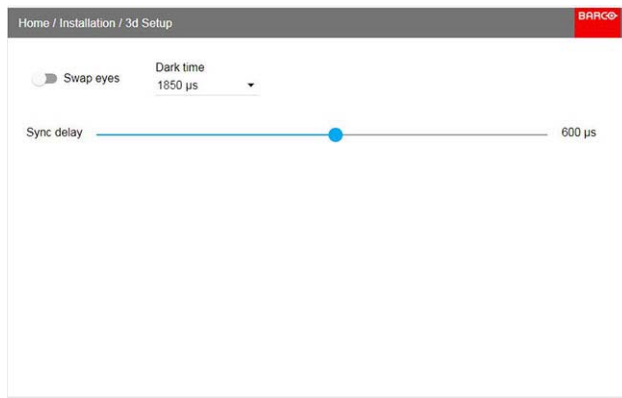 Home / Installation / 3d Setup
BARCO
Swap eyes
Dark time
1850 µs
Sync delay
600 µs